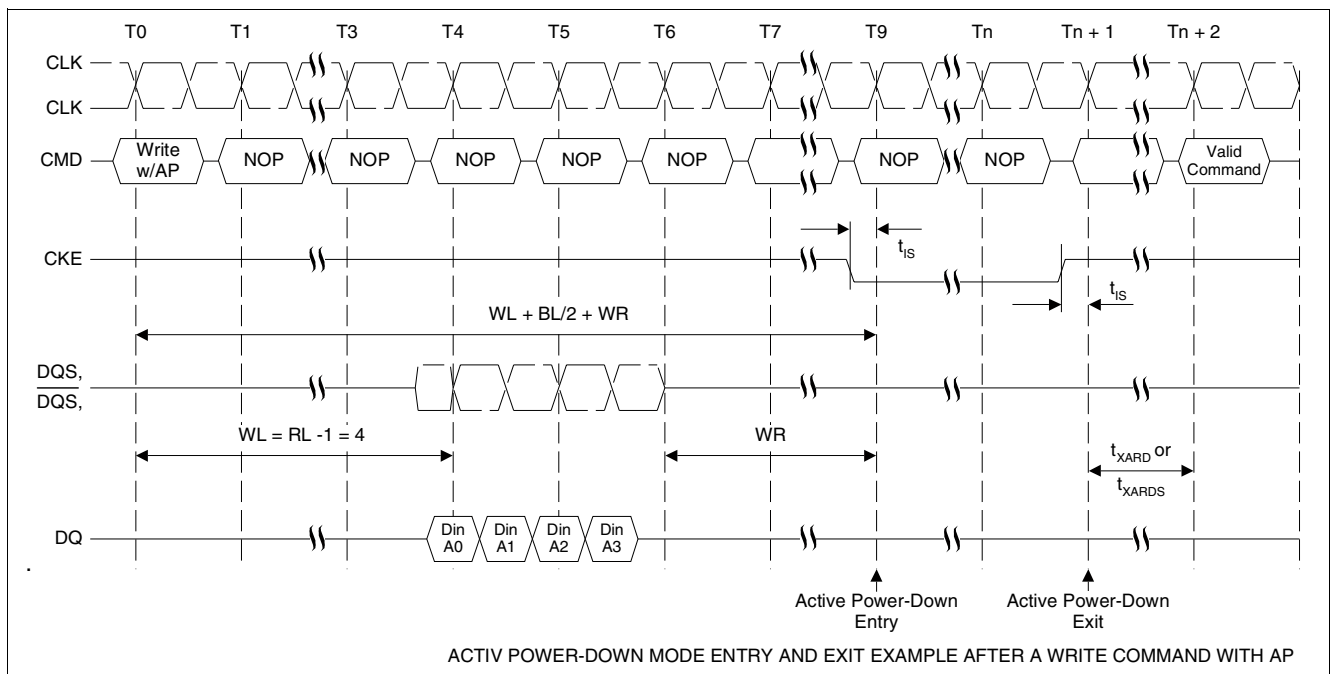 T0 T1 T3 T4 T5 T6 T7 T9 Tn Tn + 1 Tn + 2
CLK
CLK
CMD
Write
w/AP
NOP
NOP
NOP
NOP
NOP
NOP
NOP
Valid
Command
CKE
tIS
tIS
WL + BL/2 + WR
DQS,
DQS,
WL = RL -1 = 4
WR
tXARD or
tXARDS
DQ
Din
A0
Din
A1
Din
A2
Din
A3
.
Active Power-Down
Entry
Active Power-Down
Exit
ACTIV POWER-DOWN MODE ENTRY AND EXIT EXAMPLE AFTER A WRITE COMMAND WITH AP